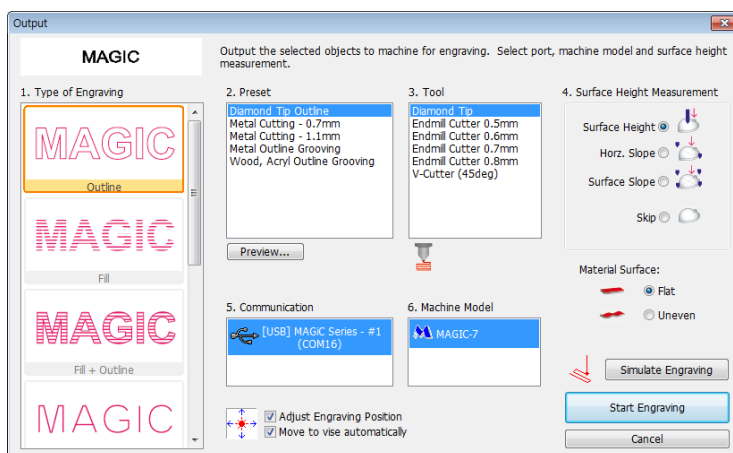 Output
MAGIC
Output the selected objects to machine for engraving. Select port, machine model and surface height
measurement.
1. Type of Engraving
MAGIC
Outline
MAGIC
Fill
MAGIC
Fill + Outline
MAGIC
2. Preset
Diamond Tip Outline
Metal Cutting - 0.7mm
Metal Cutting - 1.1mm
Metal Outline Grooving
Wood, Acryl Outline Grooving
Preview...
3. Tool
Diamond Tip
Endmill Cutter 0.5mm
Endmill Cutter 0.6mm
Endmill Cutter 0.7mm
Endmill Cutter 0.8mm
V-Cutter (45deg)
4. Surface Height Measurement
Surface Height
Horz. Slope
Surface Slope
Skip
Material Surface:
Flat
Uneven
5. Communication
[USB] MAGiC Series - #1
(COM16)
6. Machine Model
MAGIC-7
Adjust Engraving Position
Move to vise automatically
Simulate Engraving
Start Engraving
Cancel